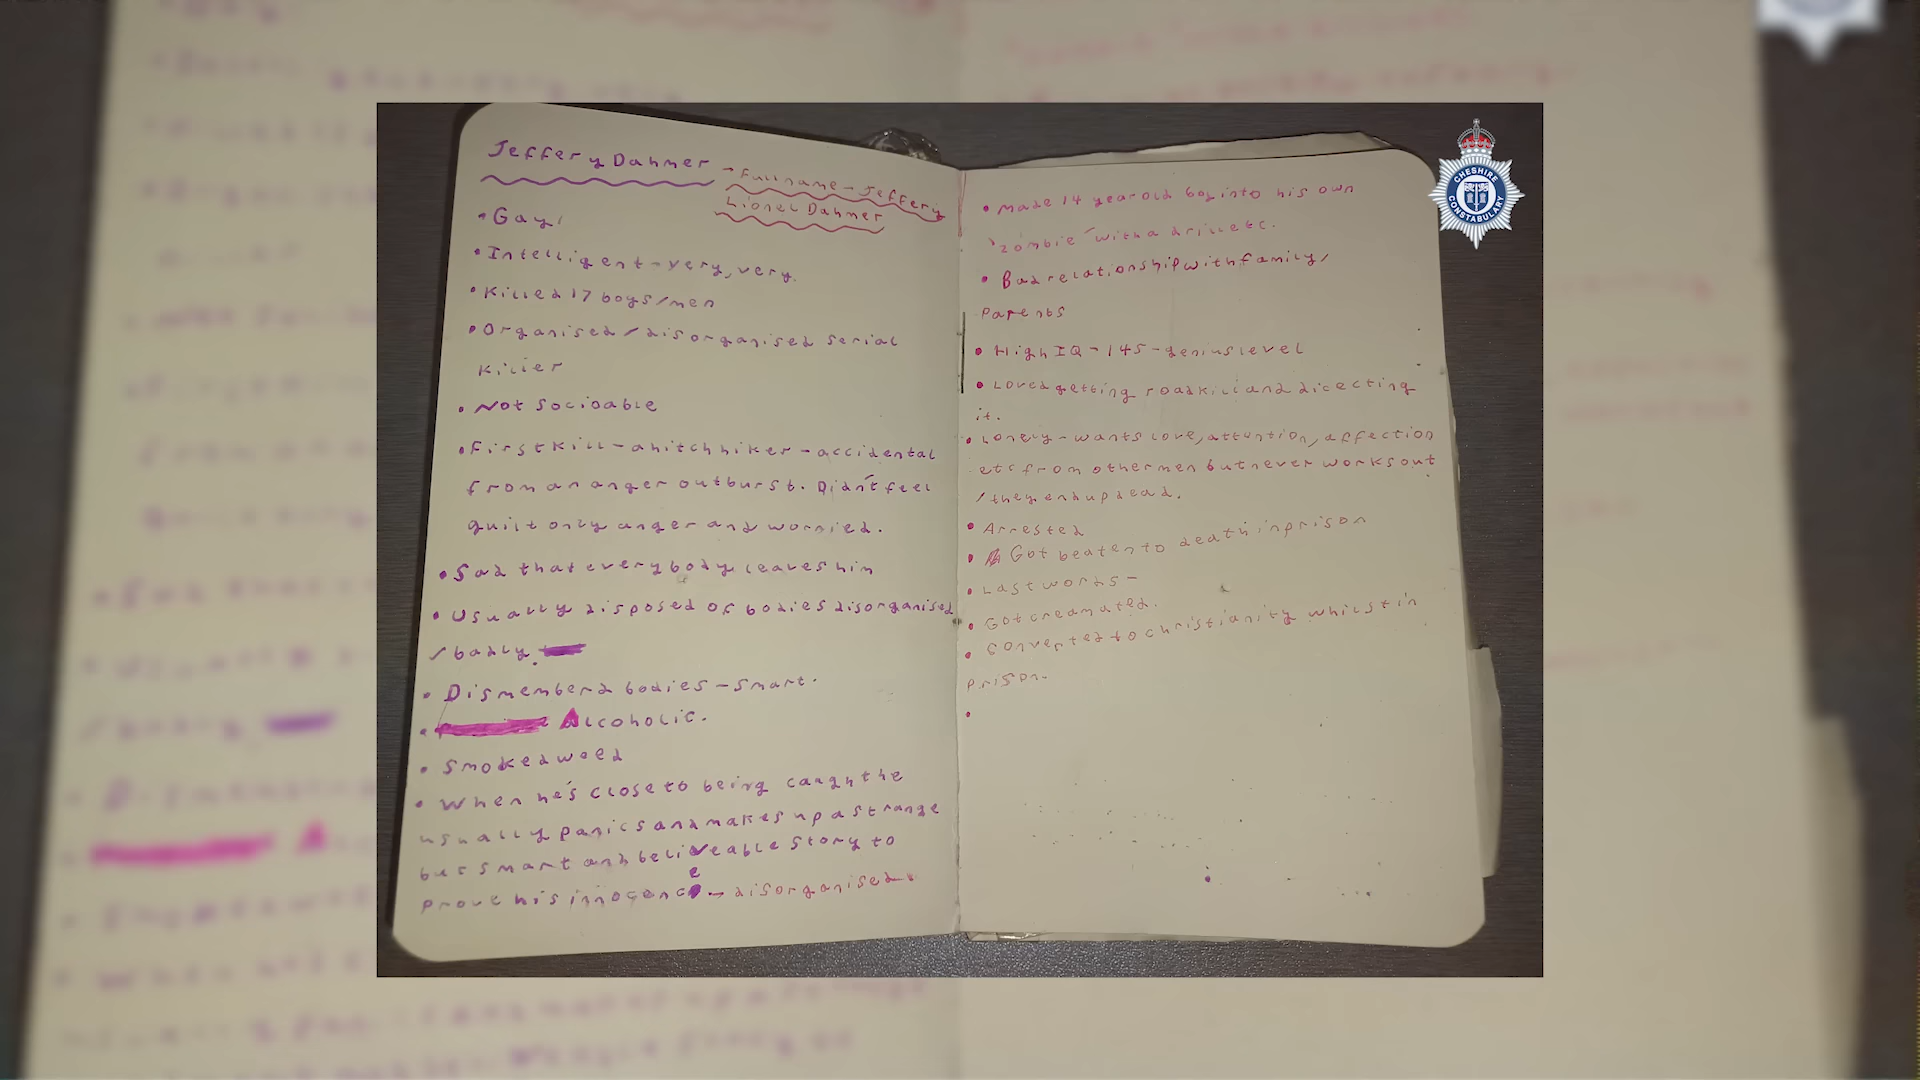 Jeffery Dahmer
→ Full name - Jeffery
Lionel Dahmer
• Gay
• Intelligent - very, very.
• Killed 17 boys/men
• Organised/disorganised serial
killer
• Not socioable
• First kill - a hitch hiker - accidental
from an anger outburst. Didn't feel
guilt only anger and worried.
• Sad that everybody leaves him
• Usually disposed of bodies disorganised
/badly.
• Dismemberd bodies - smart.
• Alcoholic.
• Smoked weed
• When he's close to being caught he
usually panics and makes up a strange
but smart and believeable story to
prove his innocence → disorganised.
• Made 14 year old boy into his own
'zombie' with a drill etc.
• Bad relationship with family/
parents
• High IQ - 145 - genius level
• Loved getting roadkill and disecting
it.
• Lonely - wants love, attention, affection
etc from other men but never works out
/they end up dead.
• Arrested
• Got beaten to death in prison
• Last words -
• Got creamated.
• Converted to christianity whilst in
prison.
•
CHESHIRE
CONSTABULARY